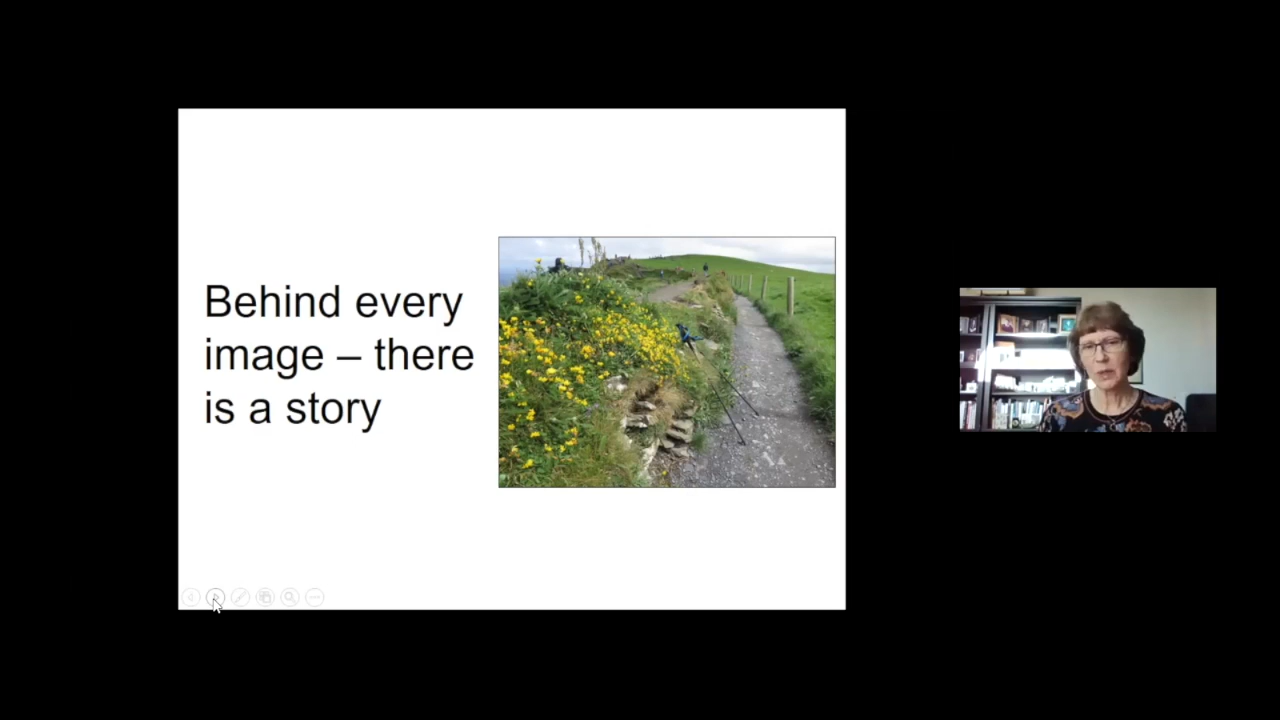 Behind every
image – there
is a story